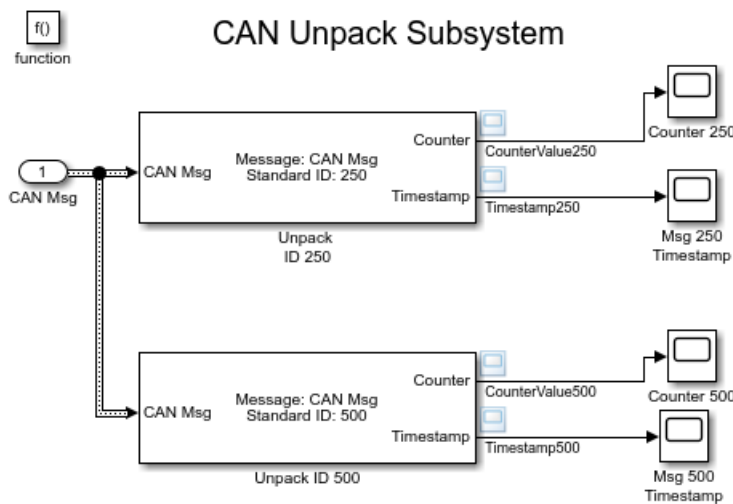 f()
function
CAN Unpack Subsystem
CAN Msg
Message: CAN Msg
Standard ID: 250
Counter
Timestamp
CounterValue250
Timestamp250
Counter 250
Msg 250
Timestamp
Unpack
ID 250
1
CAN Msg
CAN Msg
Message: CAN Msg
Standard ID: 500
Counter
Timestamp
CounterValue500
Timestamp500
Counter 500
Msg 500
Timestamp
Unpack ID 500